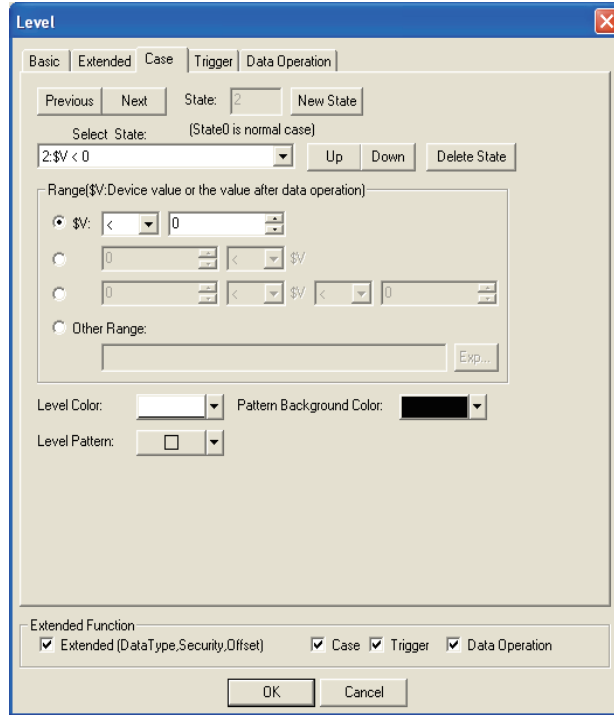 Level
Basic Extended Case Trigger Data Operation
Previous Next State: 2 New State
Select State: (State0 is normal case)
2:$V < 0 Up Down Delete State
Range($V:Device value or the value after data operation)
$V: < 0
0 < $V
0 < $V < 0
Other Range:
Exp...
Level Color: Pattern Background Color:
Level Pattern:
Extended Function
Extended (DataType,Security,Offset) Case Trigger Data Operation
OK Cancel